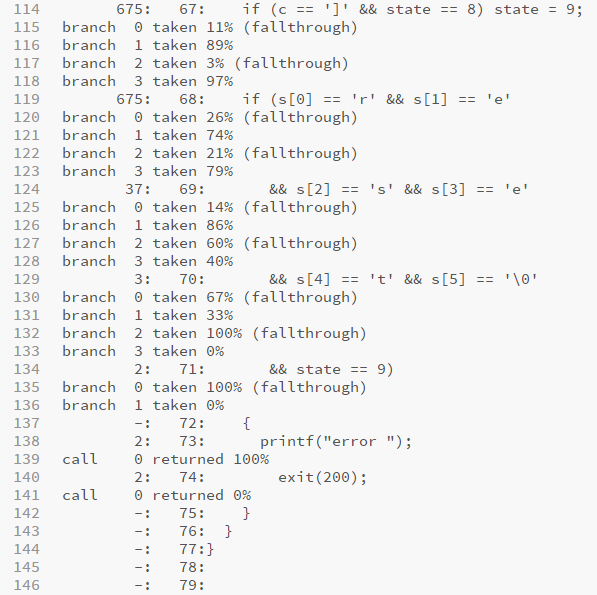 114         675:   67:    if (c == ']' && state == 8) state = 9;
115   branch  0 taken 11% (fallthrough)
116   branch  1 taken 89%
117   branch  2 taken 3% (fallthrough)
118   branch  3 taken 97%
119         675:   68:    if (s[0] == 'r' && s[1] == 'e'
120   branch  0 taken 26% (fallthrough)
121   branch  1 taken 74%
122   branch  2 taken 21% (fallthrough)
123   branch  3 taken 79%
124          37:   69:       && s[2] == 's' && s[3] == 'e'
125   branch  0 taken 14% (fallthrough)
126   branch  1 taken 86%
127   branch  2 taken 60% (fallthrough)
128   branch  3 taken 40%
129           3:   70:       && s[4] == 't' && s[5] == '\0'
130   branch  0 taken 67% (fallthrough)
131   branch  1 taken 33%
132   branch  2 taken 100% (fallthrough)
133   branch  3 taken 0%
134           2:   71:       && state == 9)
135   branch  0 taken 100% (fallthrough)
136   branch  1 taken 0%
137           -:   72:    {
138           2:   73:      printf("error ");
139   call    0 returned 100%
140           2:   74:        exit(200);
141   call    0 returned 0%
142           -:   75:    }
143           -:   76:  }
144           -:   77:}
145           -:   78:
146           -:   79: